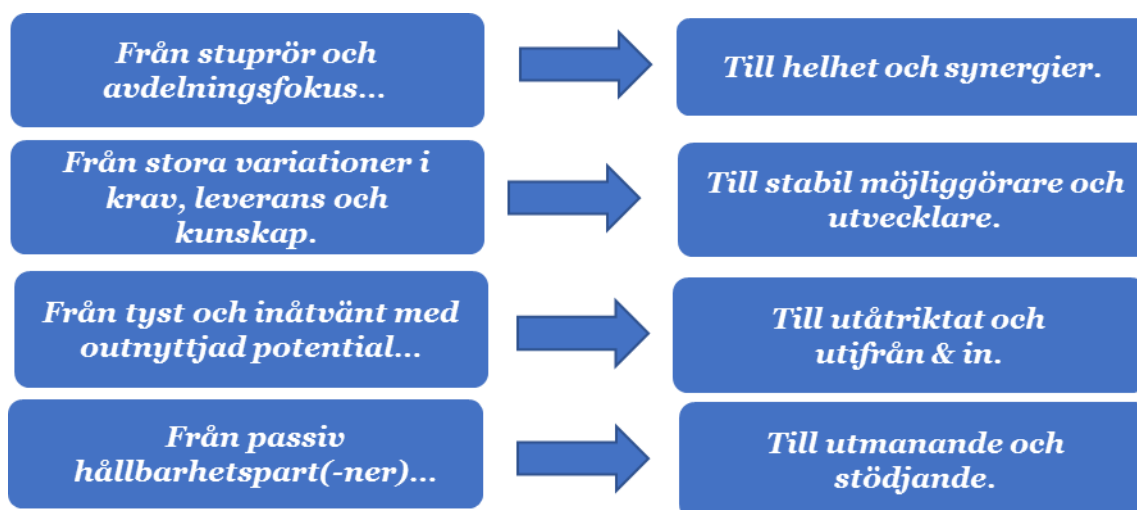 Från stuprör och
avdelningsfokus...
Till helhet och synergier.
Från stora variationer i
krav, leverans och
kunskap.
Till stabil möjliggörare och
utvecklare.
Från tyst och inåtvänt med
outnyttjad potential...
Till utåtriktat och
utifrån & in.
Från passiv
hållbarhetspart(-ner)...
Till utmanande och
stödjande.